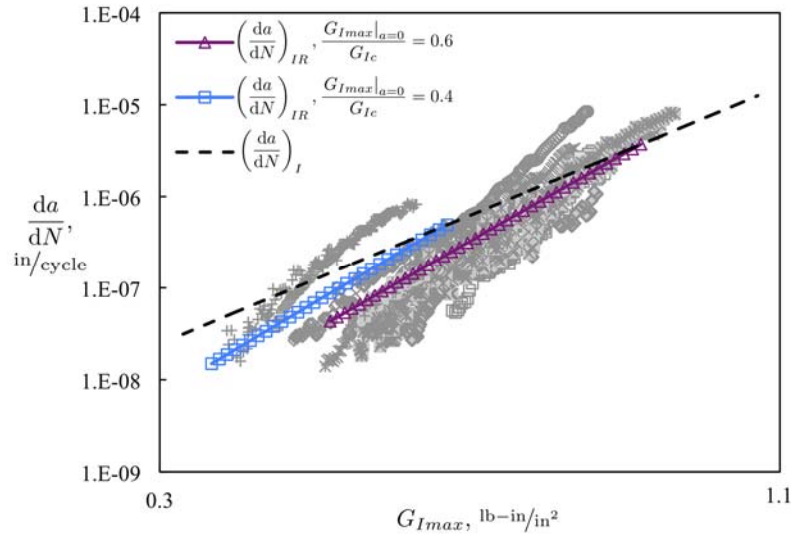 1.E-04
(da/dN)_IR, G_Imax|_a=0/G_Ic = 0.6
1.E-05
(da/dN)_IR, G_Imax|_a=0/G_Ic = 0.4
(da/dN)_I
1.E-06
da/dN,
in/cycle
1.E-07
1.E-08
1.E-09
0.3
1.1
G_Imax, lb-in/in²